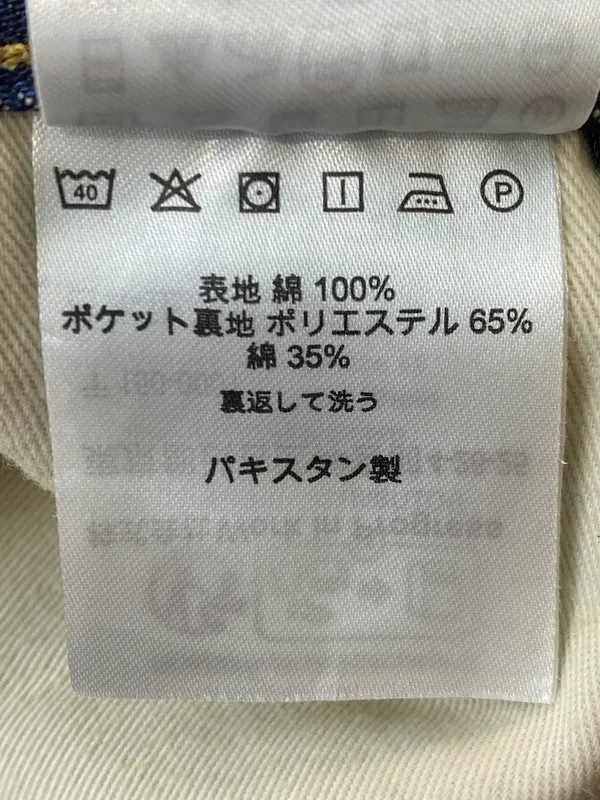 40 P
表地 綿 100%
ポケット裏地 ポリエステル 65%
綿 35%
裏返して洗う
パキスタン製